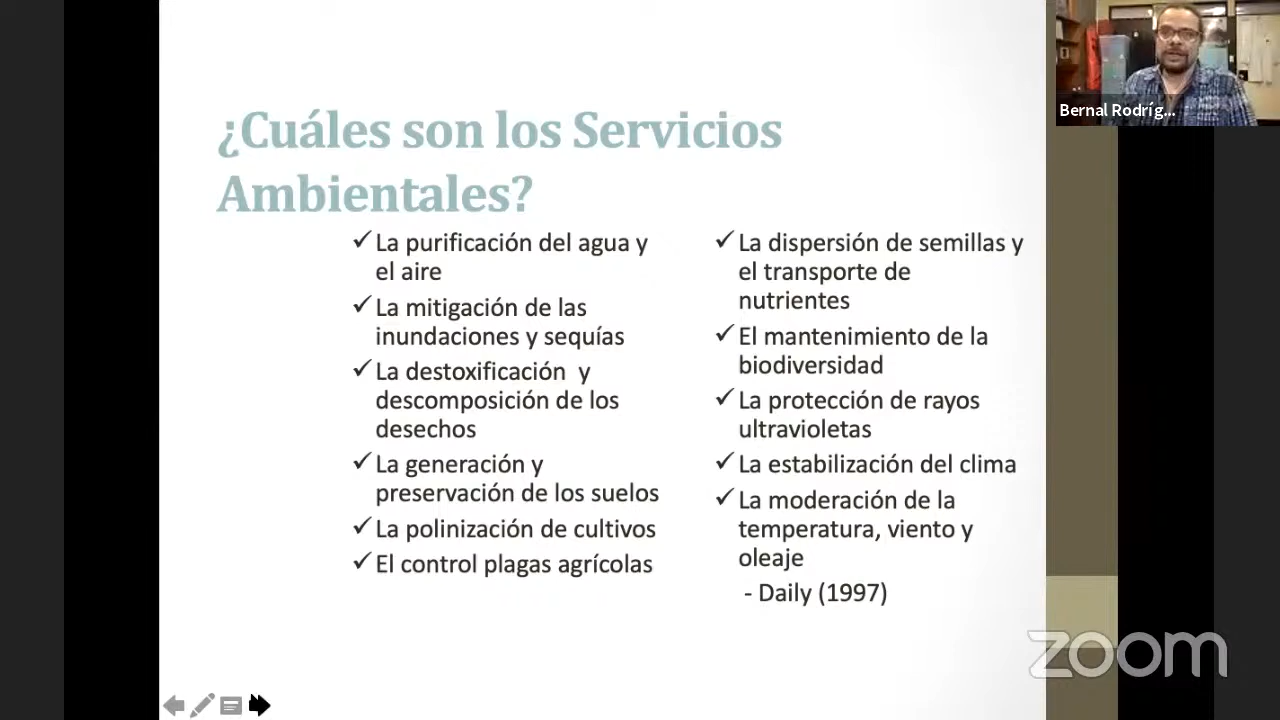 ¿Cuáles son los Servicios
Ambientales?
✓ La purificación del agua y
el aire
✓ La mitigación de las
inundaciones y sequías
✓ La destoxificación y
descomposición de los
desechos
✓ La generación y
preservación de los suelos
✓ La polinización de cultivos
✓ El control plagas agrícolas
✓ La dispersión de semillas y
el transporte de
nutrientes
✓ El mantenimiento de la
biodiversidad
✓ La protección de rayos
ultravioletas
✓ La estabilización del clima
✓ La moderación de la
temperatura, viento y
oleaje
- Daily (1997)
Bernal Rodríg...
zoom